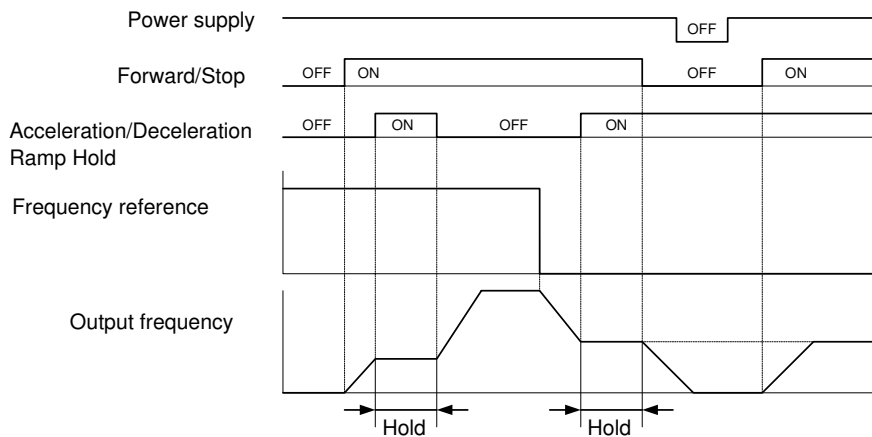 Power supply
OFF
Forward/Stop
OFF ON OFF ON
Acceleration/Deceleration
Ramp Hold
OFF ON OFF ON
Frequency reference
Output frequency
Hold Hold